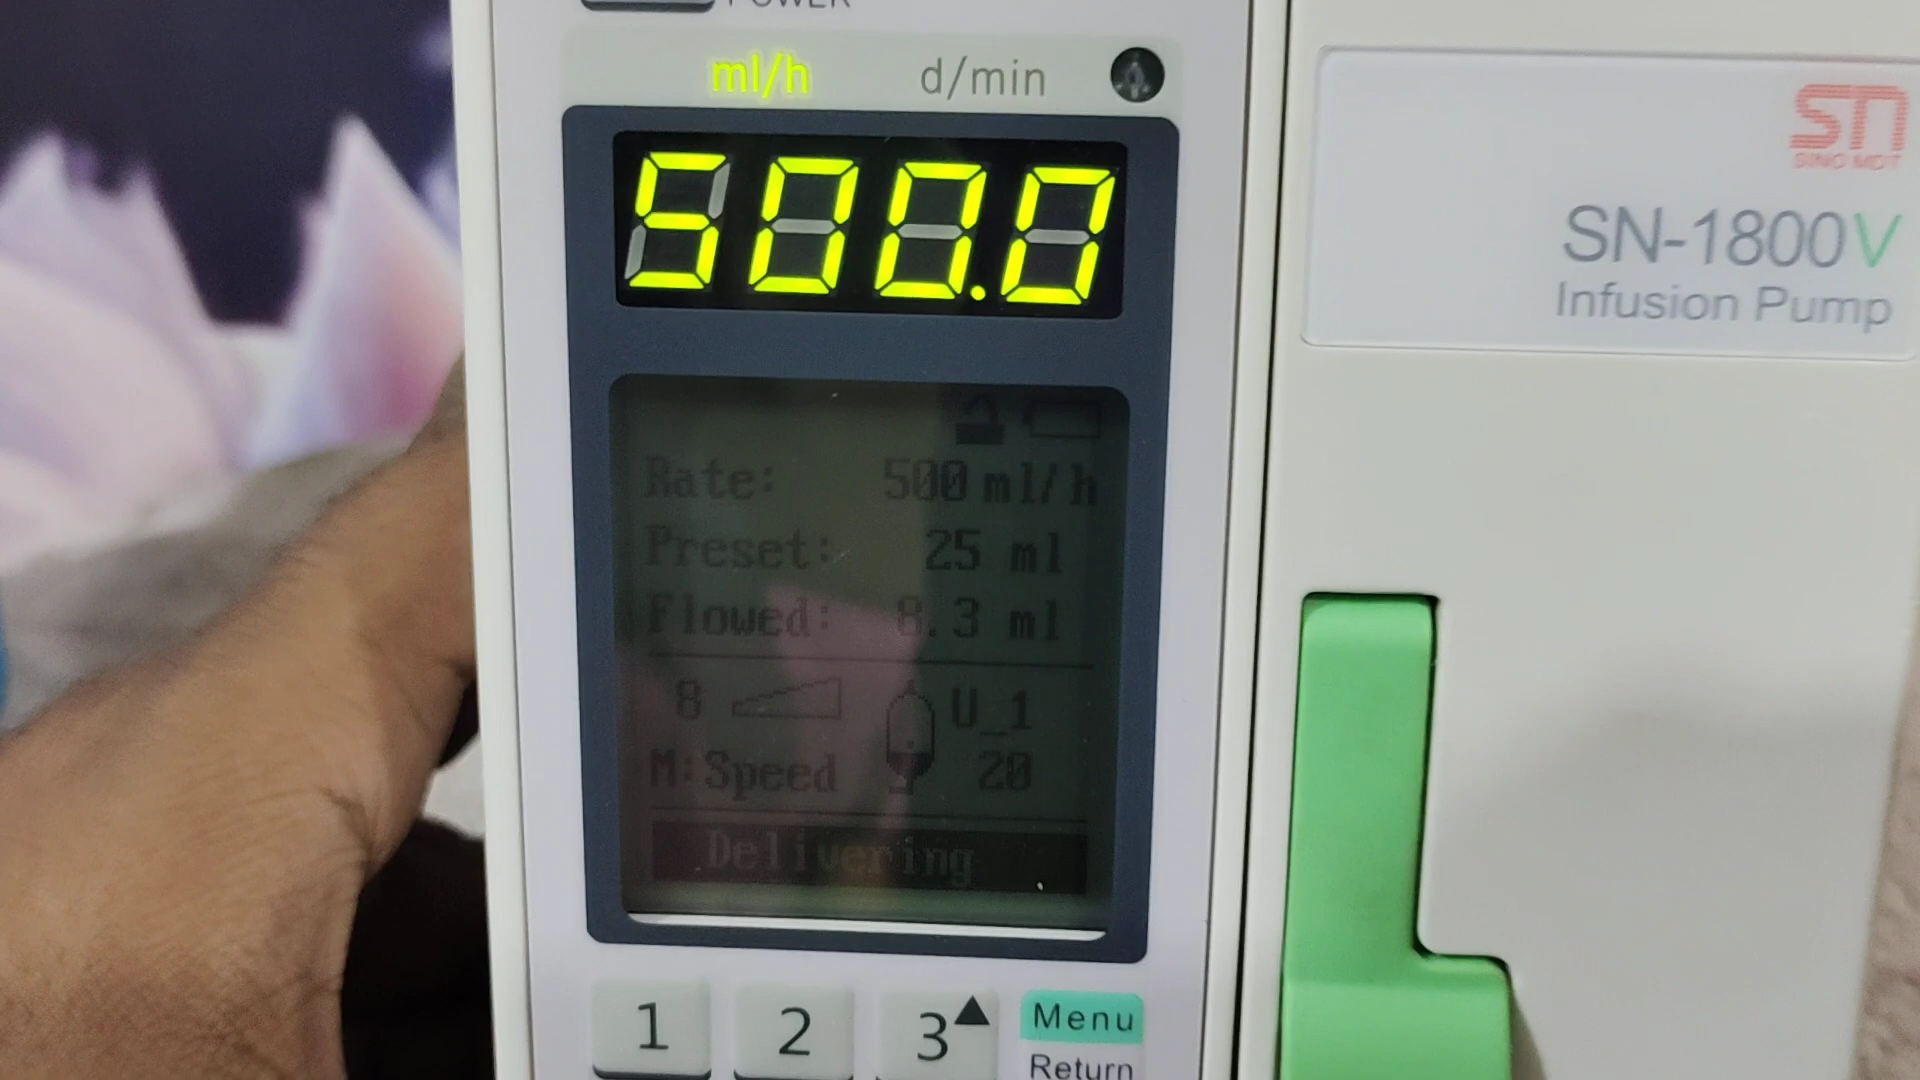 POWER
ml/h d/min
500.0
Rate: 500 ml/h
Preset: 25 ml
Flowed: 8.3 ml
8 U_1
M:Speed 20
Delivering
1 2 3 Menu
Return
SINO MDT
SN-1800V
Infusion Pump